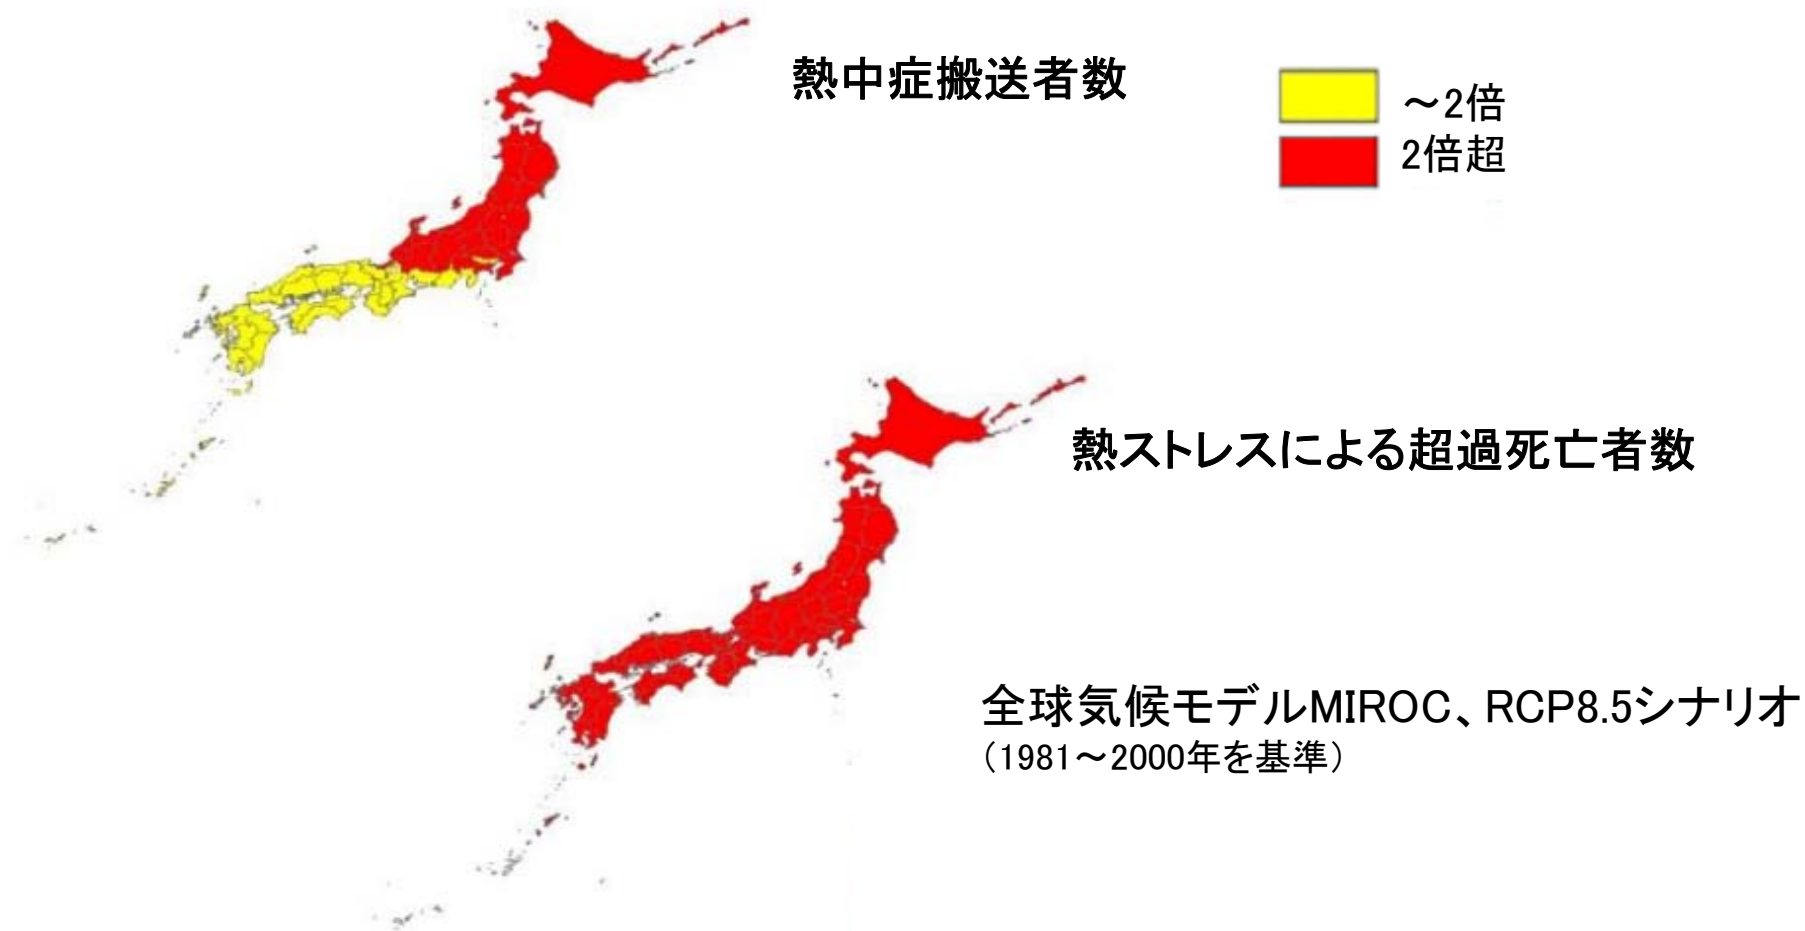 熱中症搬送者数
～2倍
2倍超
熱ストレスによる超過死亡者数
全球気候モデルMIROC、RCP8.5シナリオ
（1981～2000年を基準）